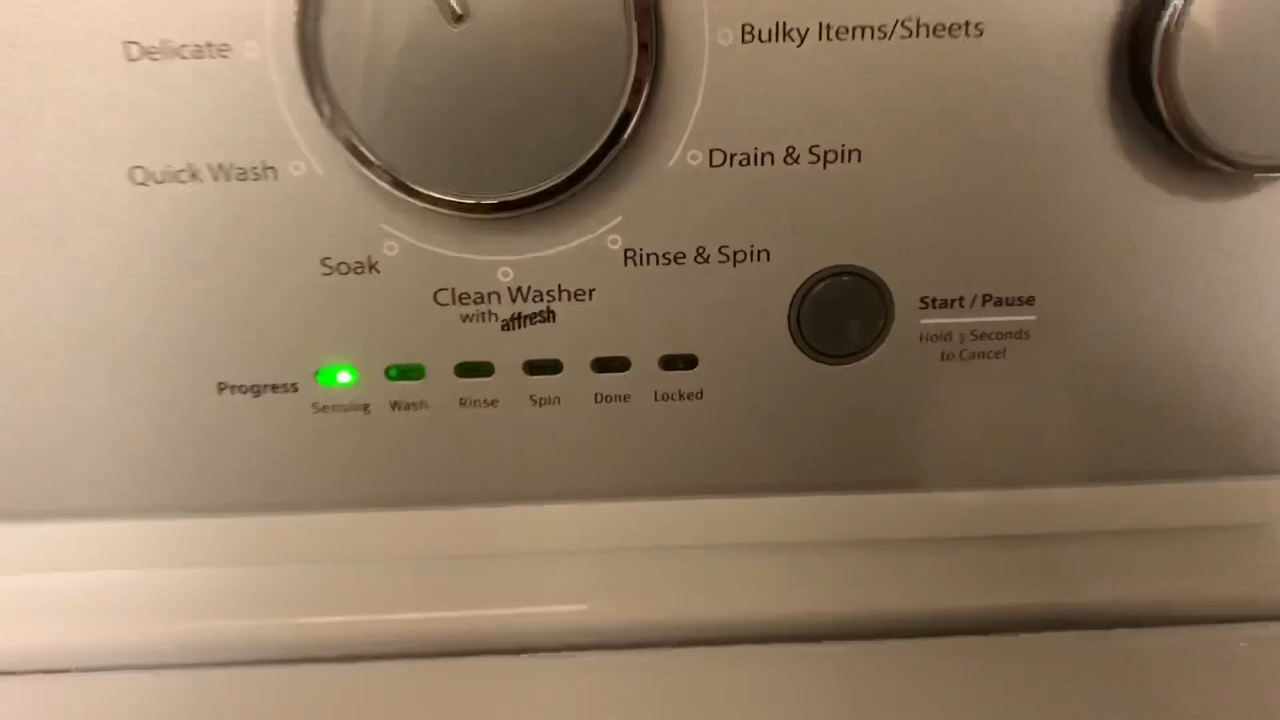 Delicate
Bulky Items/Sheets
Quick Wash
Drain & Spin
Soak
Rinse & Spin
Clean Washer
with affresh
Start / Pause
Hold 3 Seconds
to Cancel
Progress
Sensing Wash Rinse Spin Done Locked